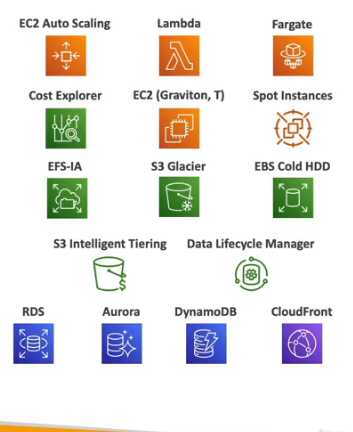 EC2 Auto Scaling Lambda Fargate
Cost Explorer EC2 (Graviton, T) Spot Instances
EFS-IA S3 Glacier EBS Cold HDD
S3 Intelligent Tiering Data Lifecycle Manager
RDS Aurora DynamoDB CloudFront